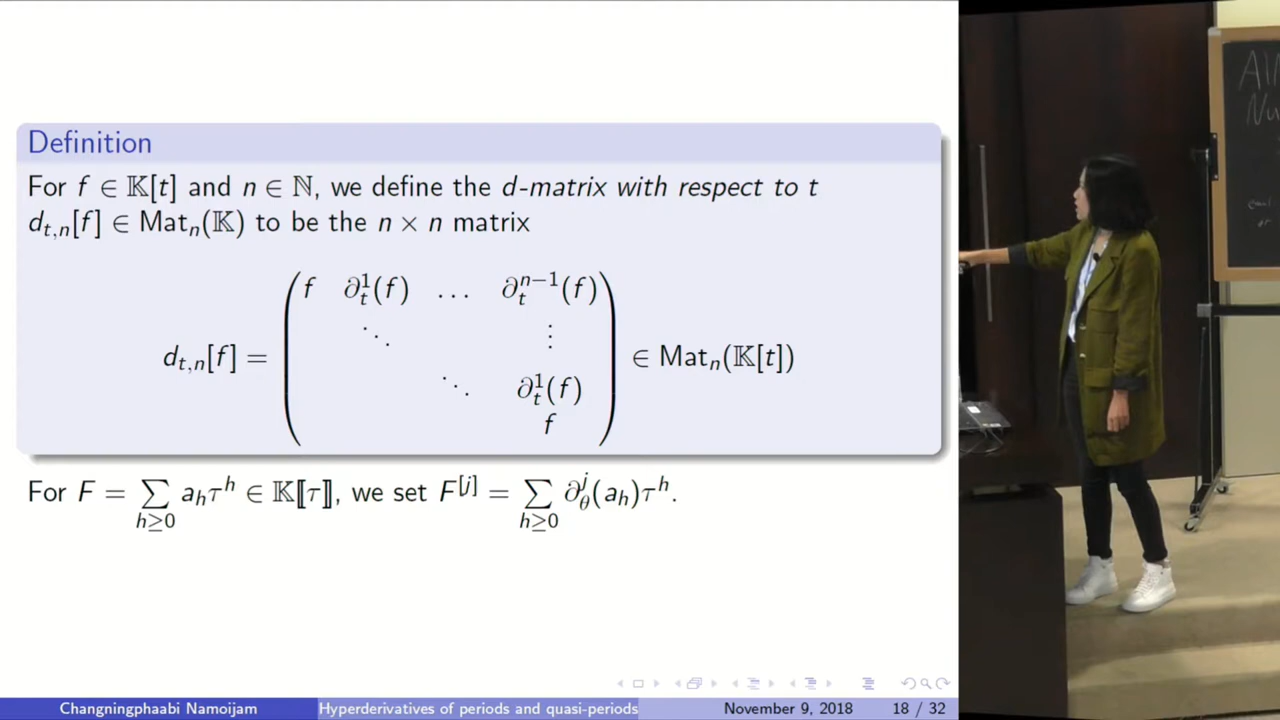 Definition
For f ∈ 𝕂[t] and n ∈ ℕ, we define the d-matrix with respect to t
d_{t,n}[f] ∈ Mat_n(𝕂) to be the n × n matrix
d_{t,n}[f] = ( f ∂_t^1(f) … ∂_t^{n−1}(f)
⋱ ⋮
⋱ ∂_t^1(f)
f ) ∈ Mat_n(𝕂[t])
For F = ∑_{h≥0} a_h τ^h ∈ 𝕂⟦τ⟧, we set F^{[j]} = ∑_{h≥0} ∂_θ^j(a_h)τ^h.
Changningphaabi Namoijam Hyperderivatives of periods and quasi-periods November 9, 2018 18 / 32